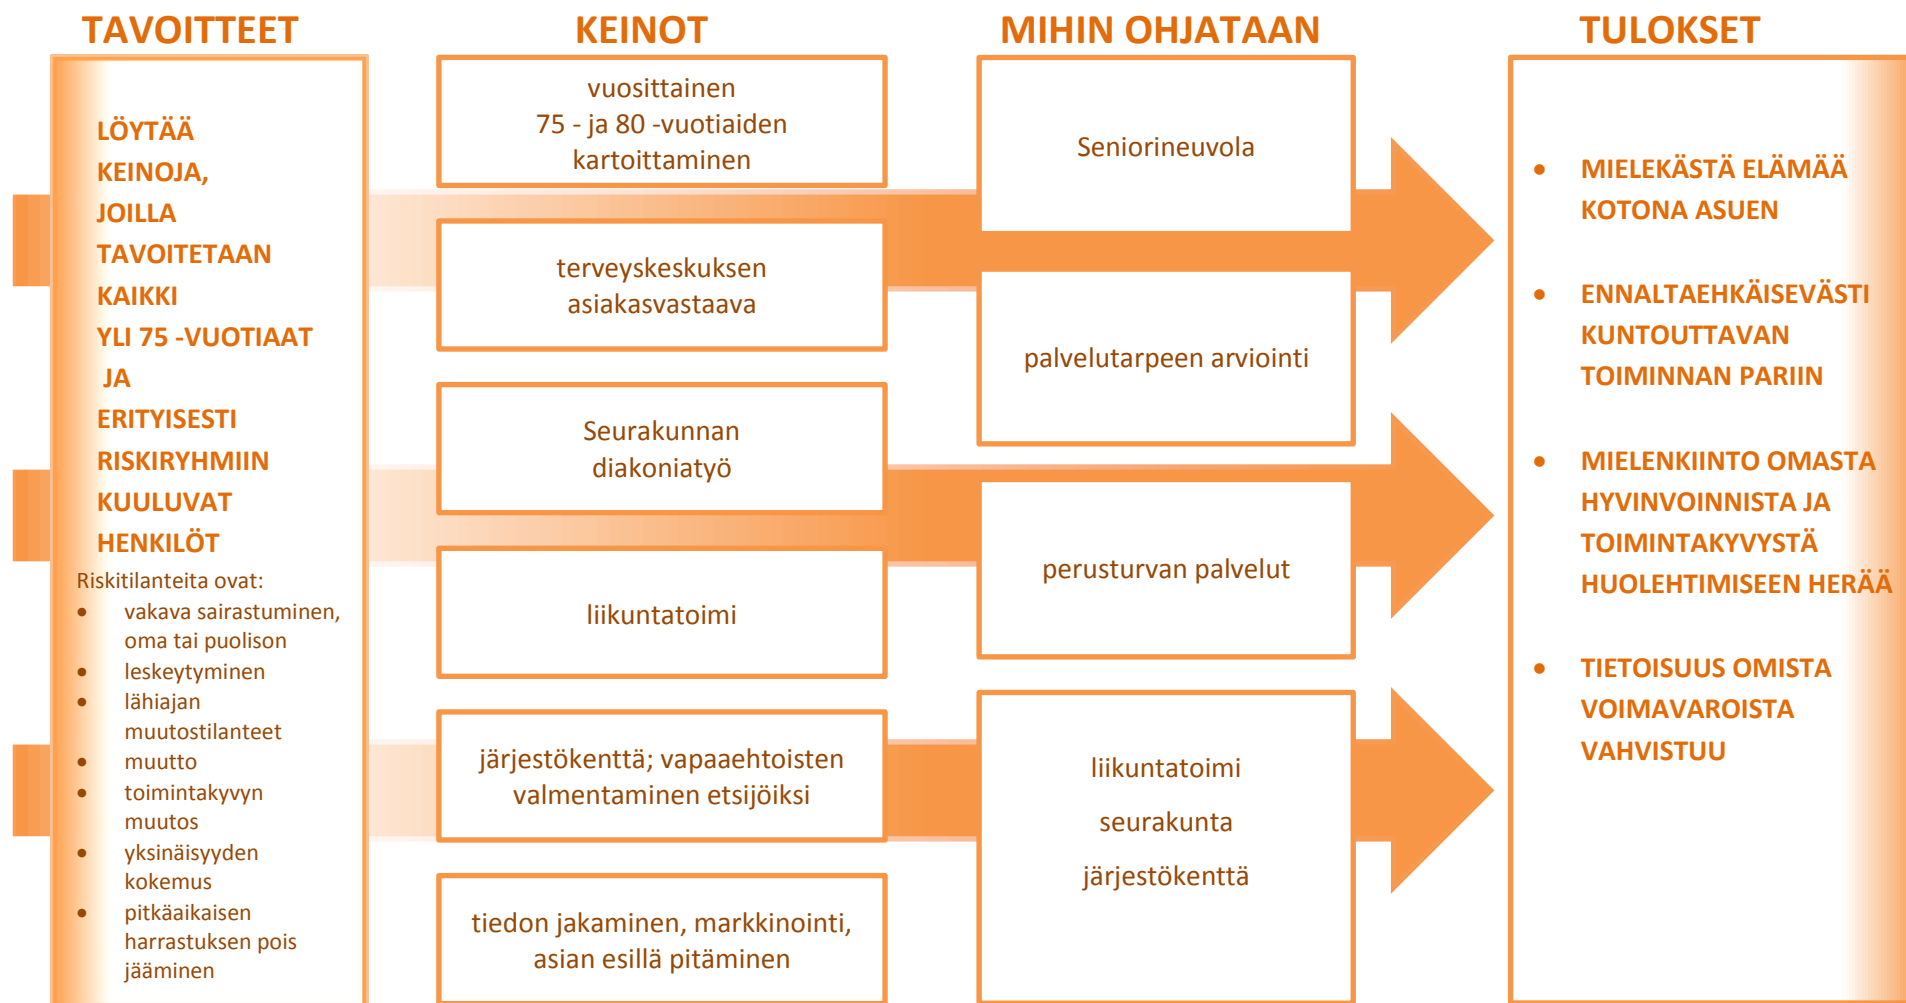 TAVOITTEET
LÖYTÄÄ
KEINOJA,
JOILLA
TAVOITETAAN
KAIKKI
YLI 75 -VUOTIAAT
JA
ERITYISESTI
RISKIRYHMIIN
KUULUVAT
HENKILÖT
Riskitilanteita ovat:
• vakava sairastuminen,
oma tai puolison
• leskeytyminen
• lähiajan
muutostilanteet
• muutto
• toimintakyvyn
muutos
• yksinäisyyden
kokemus
• pitkäaikaisen
harrastuksen pois
jääminen
KEINOT
vuosittainen
75 - ja 80 -vuotiaiden
kartoittaminen
terveyskeskuksen
asiakasvastaava
Seurakunnan
diakoniatyö
liikuntatoimi
järjestökenttä; vapaaehtoisten
valmentaminen etsijöiksi
tiedon jakaminen, markkinointi,
asian esillä pitäminen
MIHIN OHJATAAN
Seniorineuvola
palvelutarpeen arviointi
perusturvan palvelut
liikuntatoimi
seurakunta
järjestökenttä
TULOKSET
• MIELEKÄSTÄ ELÄMÄÄ
KOTONA ASUEN
• ENNALTAEHKÄISEVÄSTI
KUNTOUTTAVAN
TOIMINNAN PARIIN
• MIELENKIINTO OMASTA
HYVINVOINNISTA JA
TOIMINTAKYVYSTÄ
HUOLEHTIMISEEN HERÄÄ
• TIETOISUUS OMISTA
VOIMAVAROISTA
VAHVISTUU